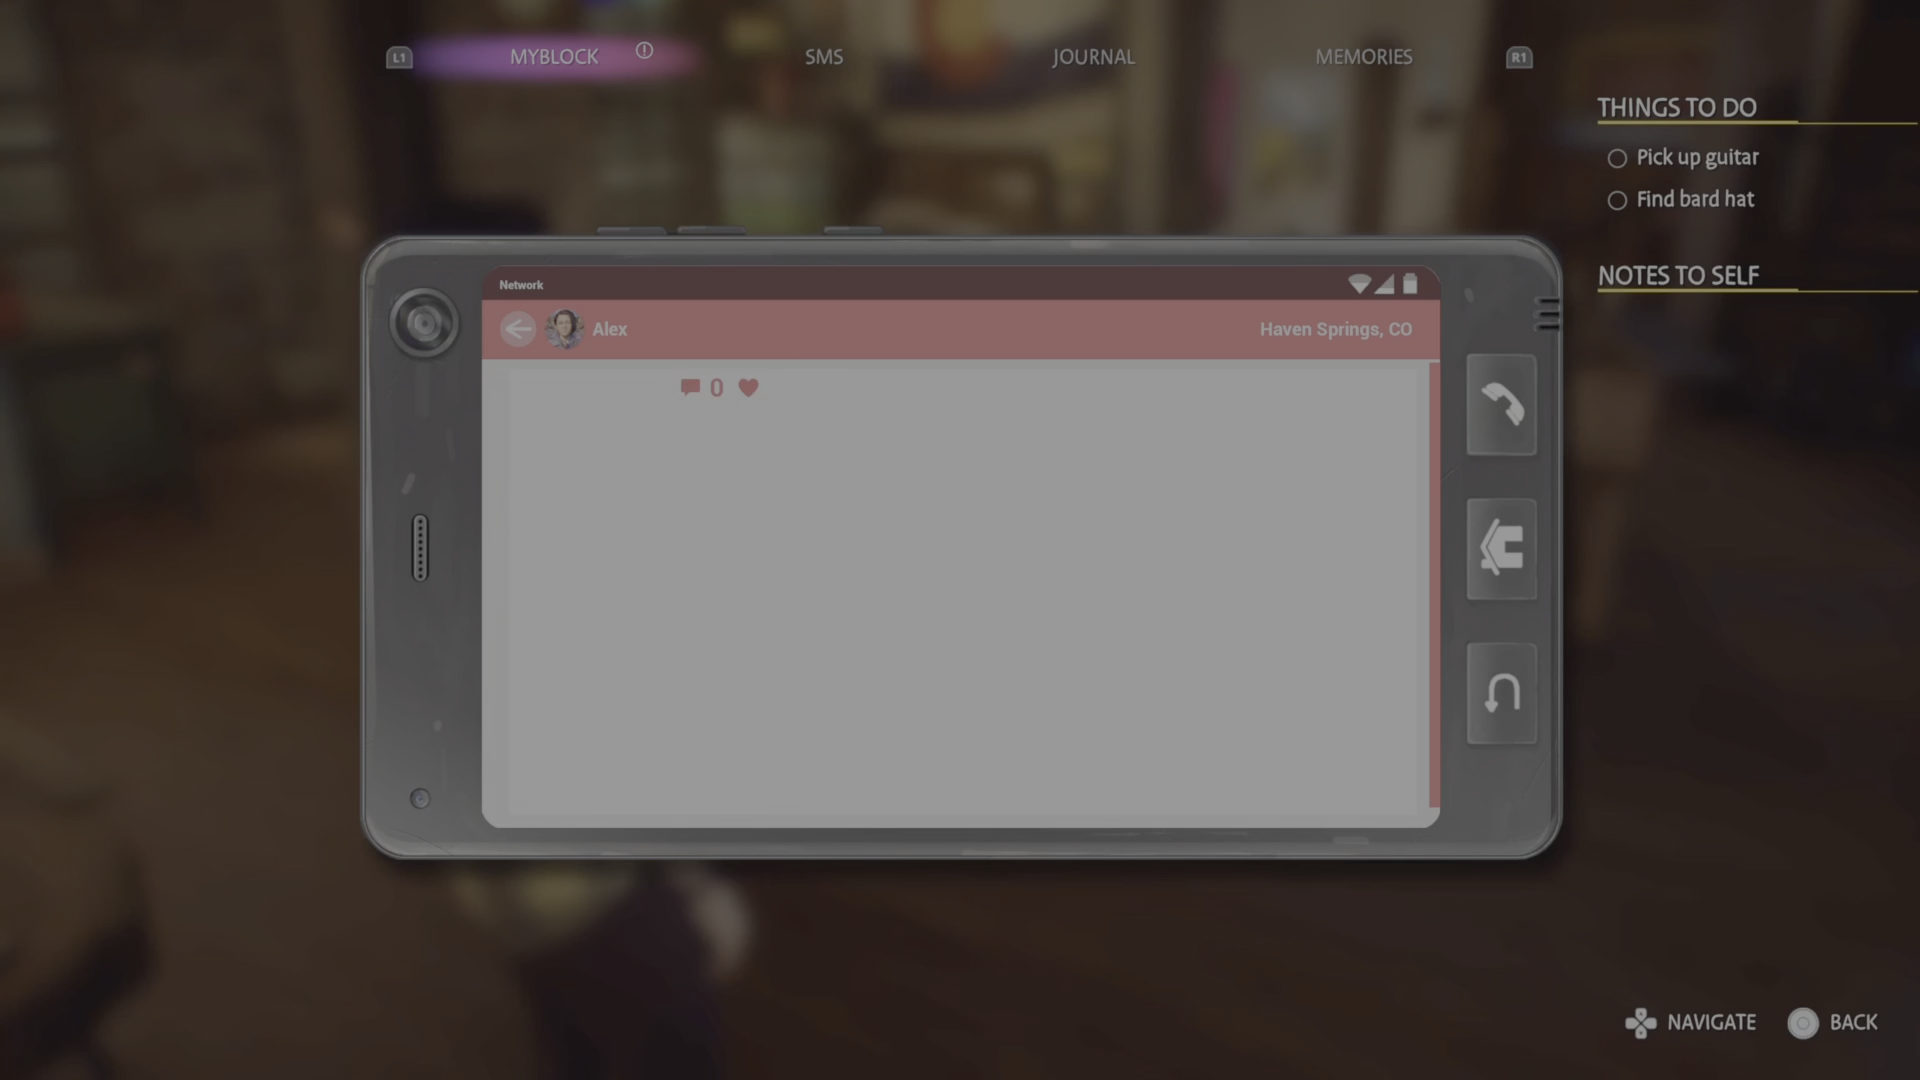 L1
MYBLOCK
SMS
JOURNAL
MEMORIES
R1
THINGS TO DO
Pick up guitar
Find bard hat
NOTES TO SELF
Network
Alex
Haven Springs, CO
0
NAVIGATE
BACK